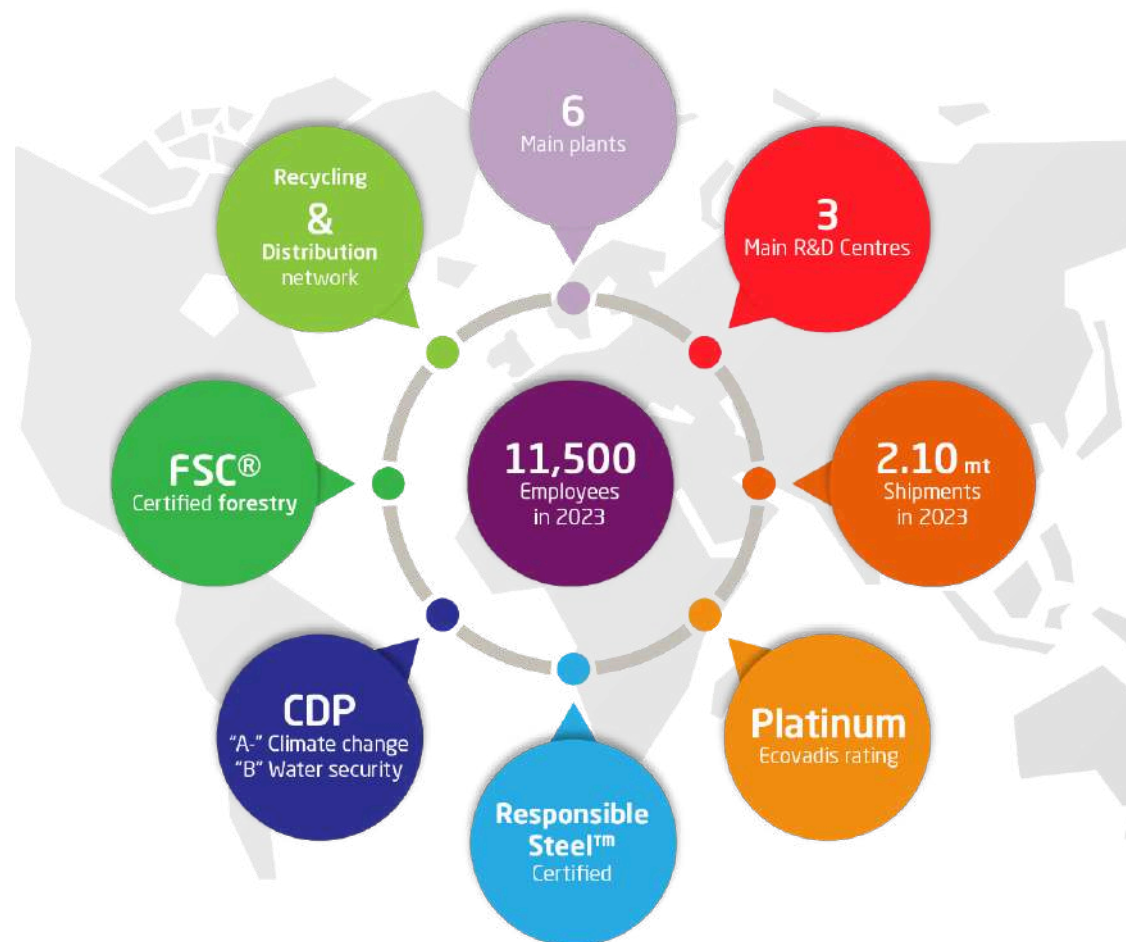 6
Main plants
3
Main R&D Centres
2.10 mt
Shipments
in 2023
Platinum
Ecovadis rating
Responsible
Steel™
Certified
CDP
"A-" Climate change
"B" Water security
FSC®
Certified forestry
Recycling
&
Distribution
network
11,500
Employees
in 2023